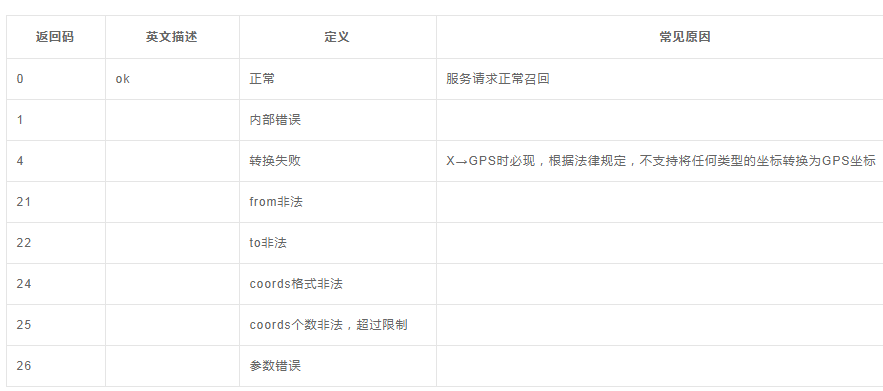 返回码 英文描述 定义 常见原因
0 ok 正常 服务请求正常召回
1 内部错误
4 转换失败 X→GPS时必现，根据法律规定，不支持将任何类型的坐标转换为GPS坐标
21 from非法
22 to非法
24 coords格式非法
25 coords个数非法，超过限制
26 参数错误